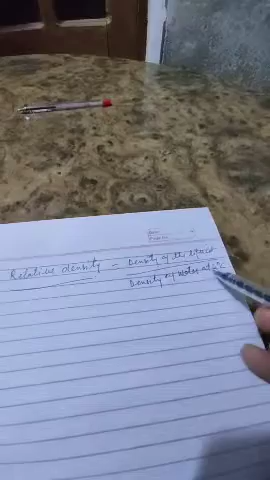 Relative density = Density of the object
Density of water at